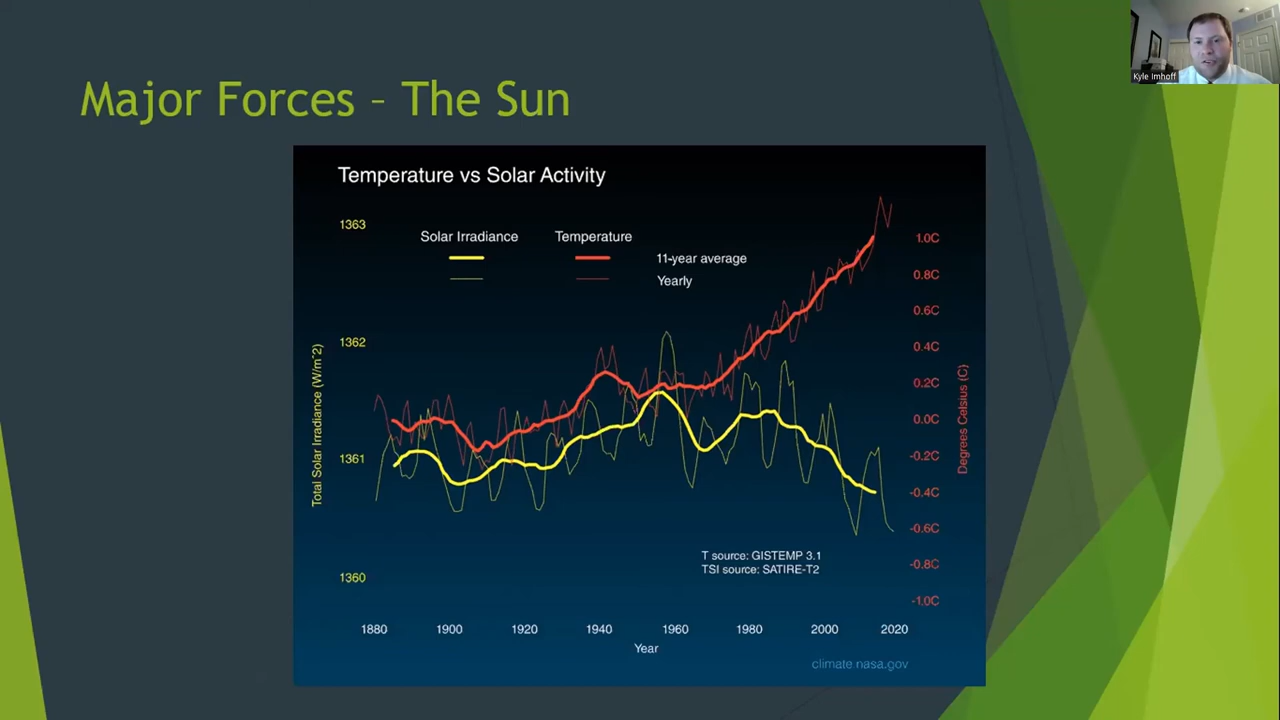 Kyle Imhoff
Major Forces – The Sun
Temperature vs Solar Activity
1363
1362
1361
1360
Total Solar Irradiance (W/m^2)
Solar Irradiance Temperature
11-year average
Yearly
1.0C
0.8C
0.6C
0.4C
0.2C
0.0C
-0.2C
-0.4C
-0.6C
-0.8C
-1.0C
Degrees Celsius (C)
T source: GISTEMP 3.1
TSI source: SATIRE-T2
1880 1900 1920 1940 1960 1980 2000 2020
Year
climate.nasa.gov